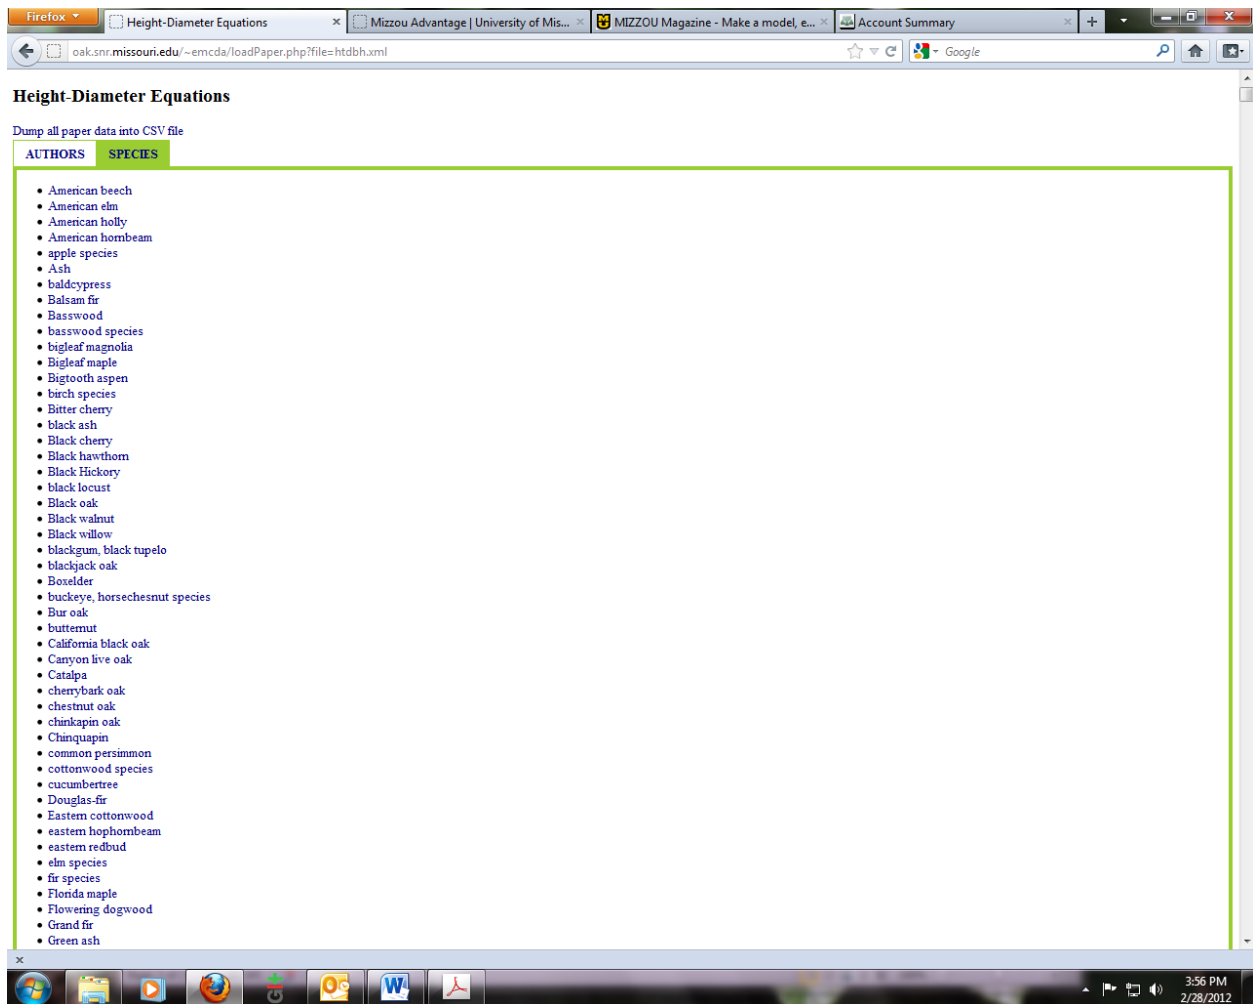 Firefox
Height-Diameter Equations
Mizzou Advantage | University of Mis...
MIZZOU Magazine - Make a model, e...
Account Summary
oak.snr.missouri.edu/~emcda/loadPaper.php?file=htdbh.xml
Google
Height-Diameter Equations
Dump all paper data into CSV file
AUTHORS SPECIES
American beech
American elm
American holly
American hornbeam
apple species
Ash
baldcypress
Balsam fir
Basswood
basswood species
bigleaf magnolia
Bigleaf maple
Bigtooth aspen
birch species
Bitter cherry
black ash
Black cherry
Black hawthorn
Black Hickory
black locust
Black oak
Black walnut
Black willow
blackgum, black tupelo
blackjack oak
Boxelder
buckeye, horsechesnut species
Bur oak
butternut
California black oak
Canyon live oak
Catalpa
cherrybark oak
chestnut oak
chinkapin oak
Chinquapin
common persimmon
cottonwood species
cucumbertree
Douglas-fir
Eastern cottonwood
eastern hophornbeam
eastern redbud
elm species
fir species
Florida maple
Flowering dogwood
Grand fir
Green ash
3:56 PM
2/28/2012